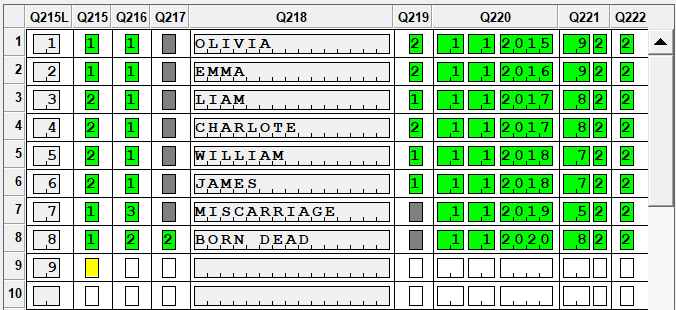 Q215L Q215 Q216 Q217 Q218 Q219 Q220 Q221 Q222
1 1 1 1 OLIVIA 2 1 1 2015 9 2 2
2 2 1 1 EMMA 2 1 1 2016 9 2 2
3 3 2 1 LIAM 1 1 1 2017 8 2 2
4 4 2 1 CHARLOTE 2 1 1 2017 8 2 2
5 5 2 1 WILLIAM 1 1 1 2018 7 2 2
6 6 2 1 JAMES 1 1 1 2018 7 2 2
7 7 1 3 MISCARRIAGE 1 1 2019 5 2 2
8 8 1 2 2 BORN DEAD 1 1 2020 8 2 2
9 9
10